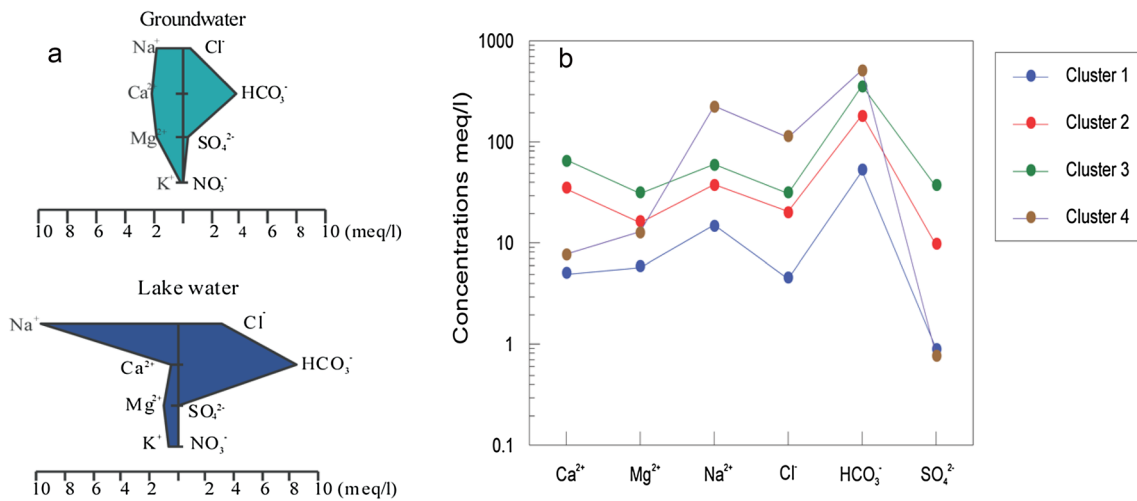 a
Groundwater
Na⁺ Cl⁻
Ca²⁺ HCO₃⁻
Mg²⁺ SO₄²⁻
K⁺ NO₃⁻
10 8 6 4 2 2 4 6 8 10 (meq/l)
Lake water
Na⁺ Cl⁻
Ca²⁺ HCO₃⁻
Mg²⁺ SO₄²⁻
K⁺ NO₃⁻
10 8 6 4 2 2 4 6 8 10 (meq/l)
b
Concentrations meq/l
1000
100
10
1
0.1
Ca²⁺ Mg²⁺ Na²⁺ Cl⁻ HCO₃⁻ SO₄²⁻
Cluster 1
Cluster 2
Cluster 3
Cluster 4